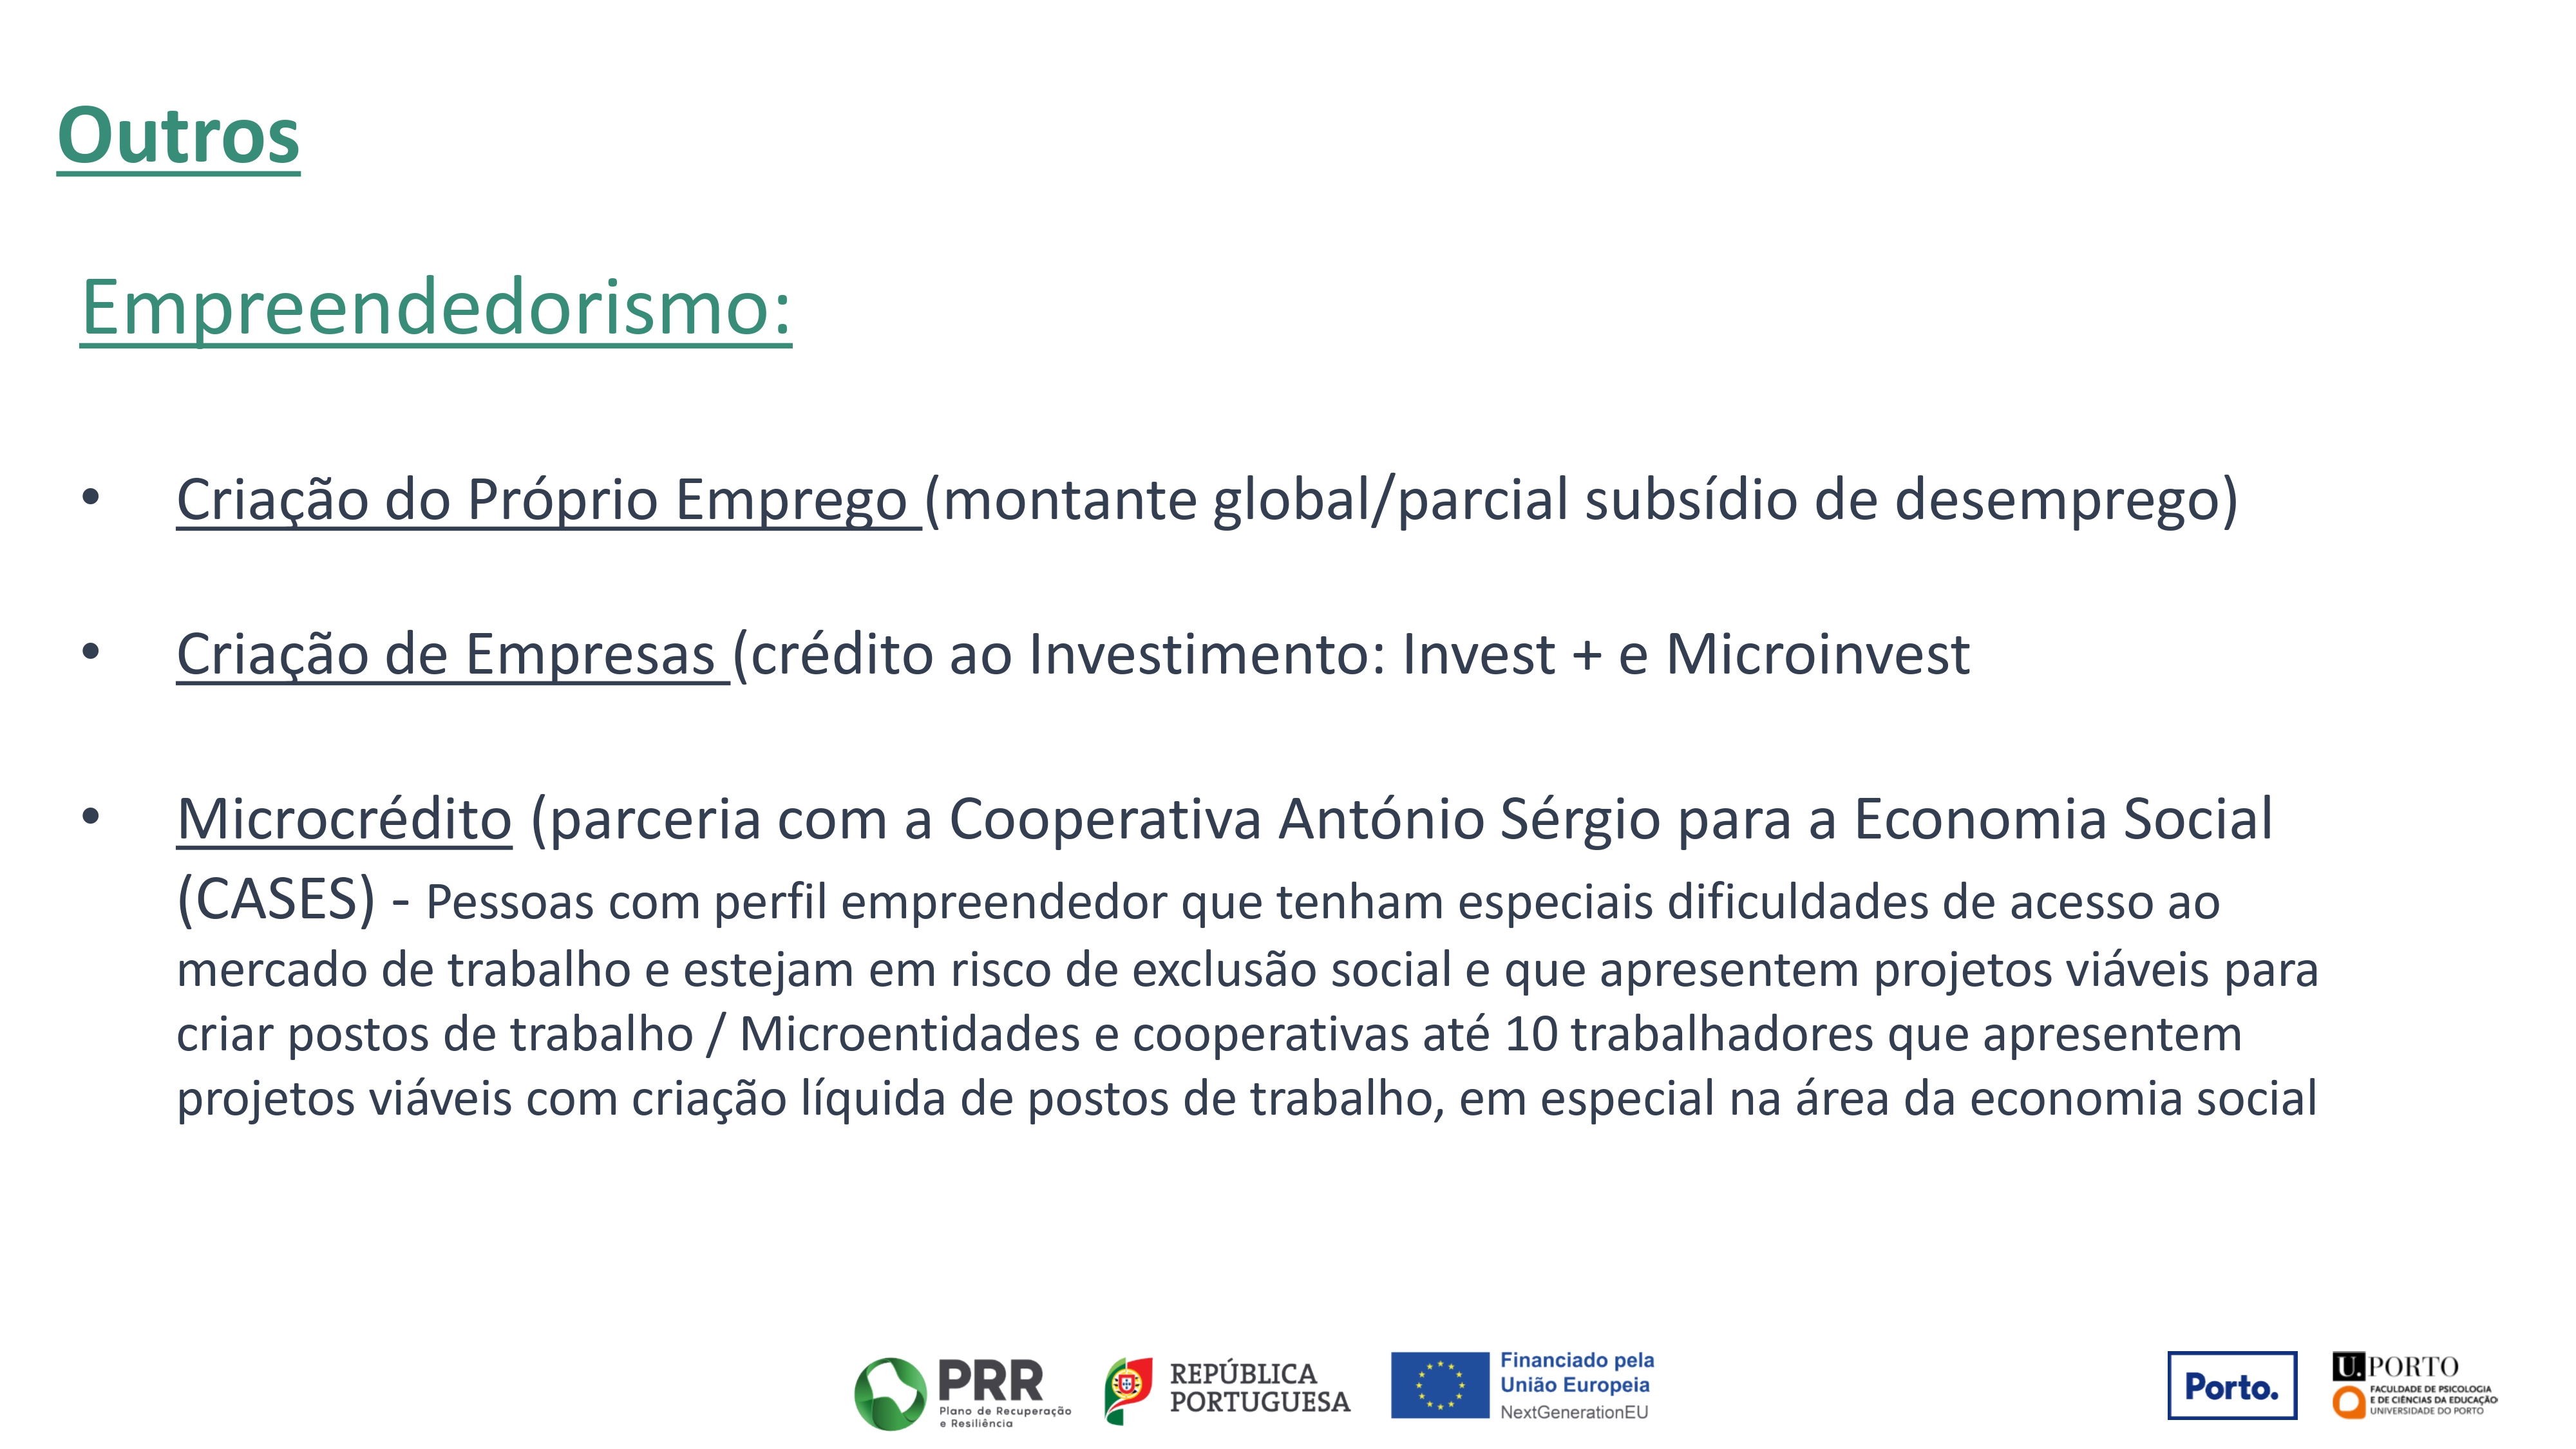 Outros
Empreendedorismo:
• Criação do Próprio Emprego (montante global/parcial subsídio de desemprego)
• Criação de Empresas (crédito ao Investimento: Invest + e Microinvest
• Microcrédito (parceria com a Cooperativa António Sérgio para a Economia Social
(CASES) - Pessoas com perfil empreendedor que tenham especiais dificuldades de acesso ao
mercado de trabalho e estejam em risco de exclusão social e que apresentem projetos viáveis para
criar postos de trabalho / Microentidades e cooperativas até 10 trabalhadores que apresentem
projetos viáveis com criação líquida de postos de trabalho, em especial na área da economia social
PRR
Plano de Recuperação
e Resiliência
REPÚBLICA
PORTUGUESA
Financiado pela
União Europeia
NextGenerationEU
Porto.
U.PORTO
FACULDADE DE PSICOLOGIA
E DE CIÊNCIAS DA EDUCAÇÃO
UNIVERSIDADE DO PORTO